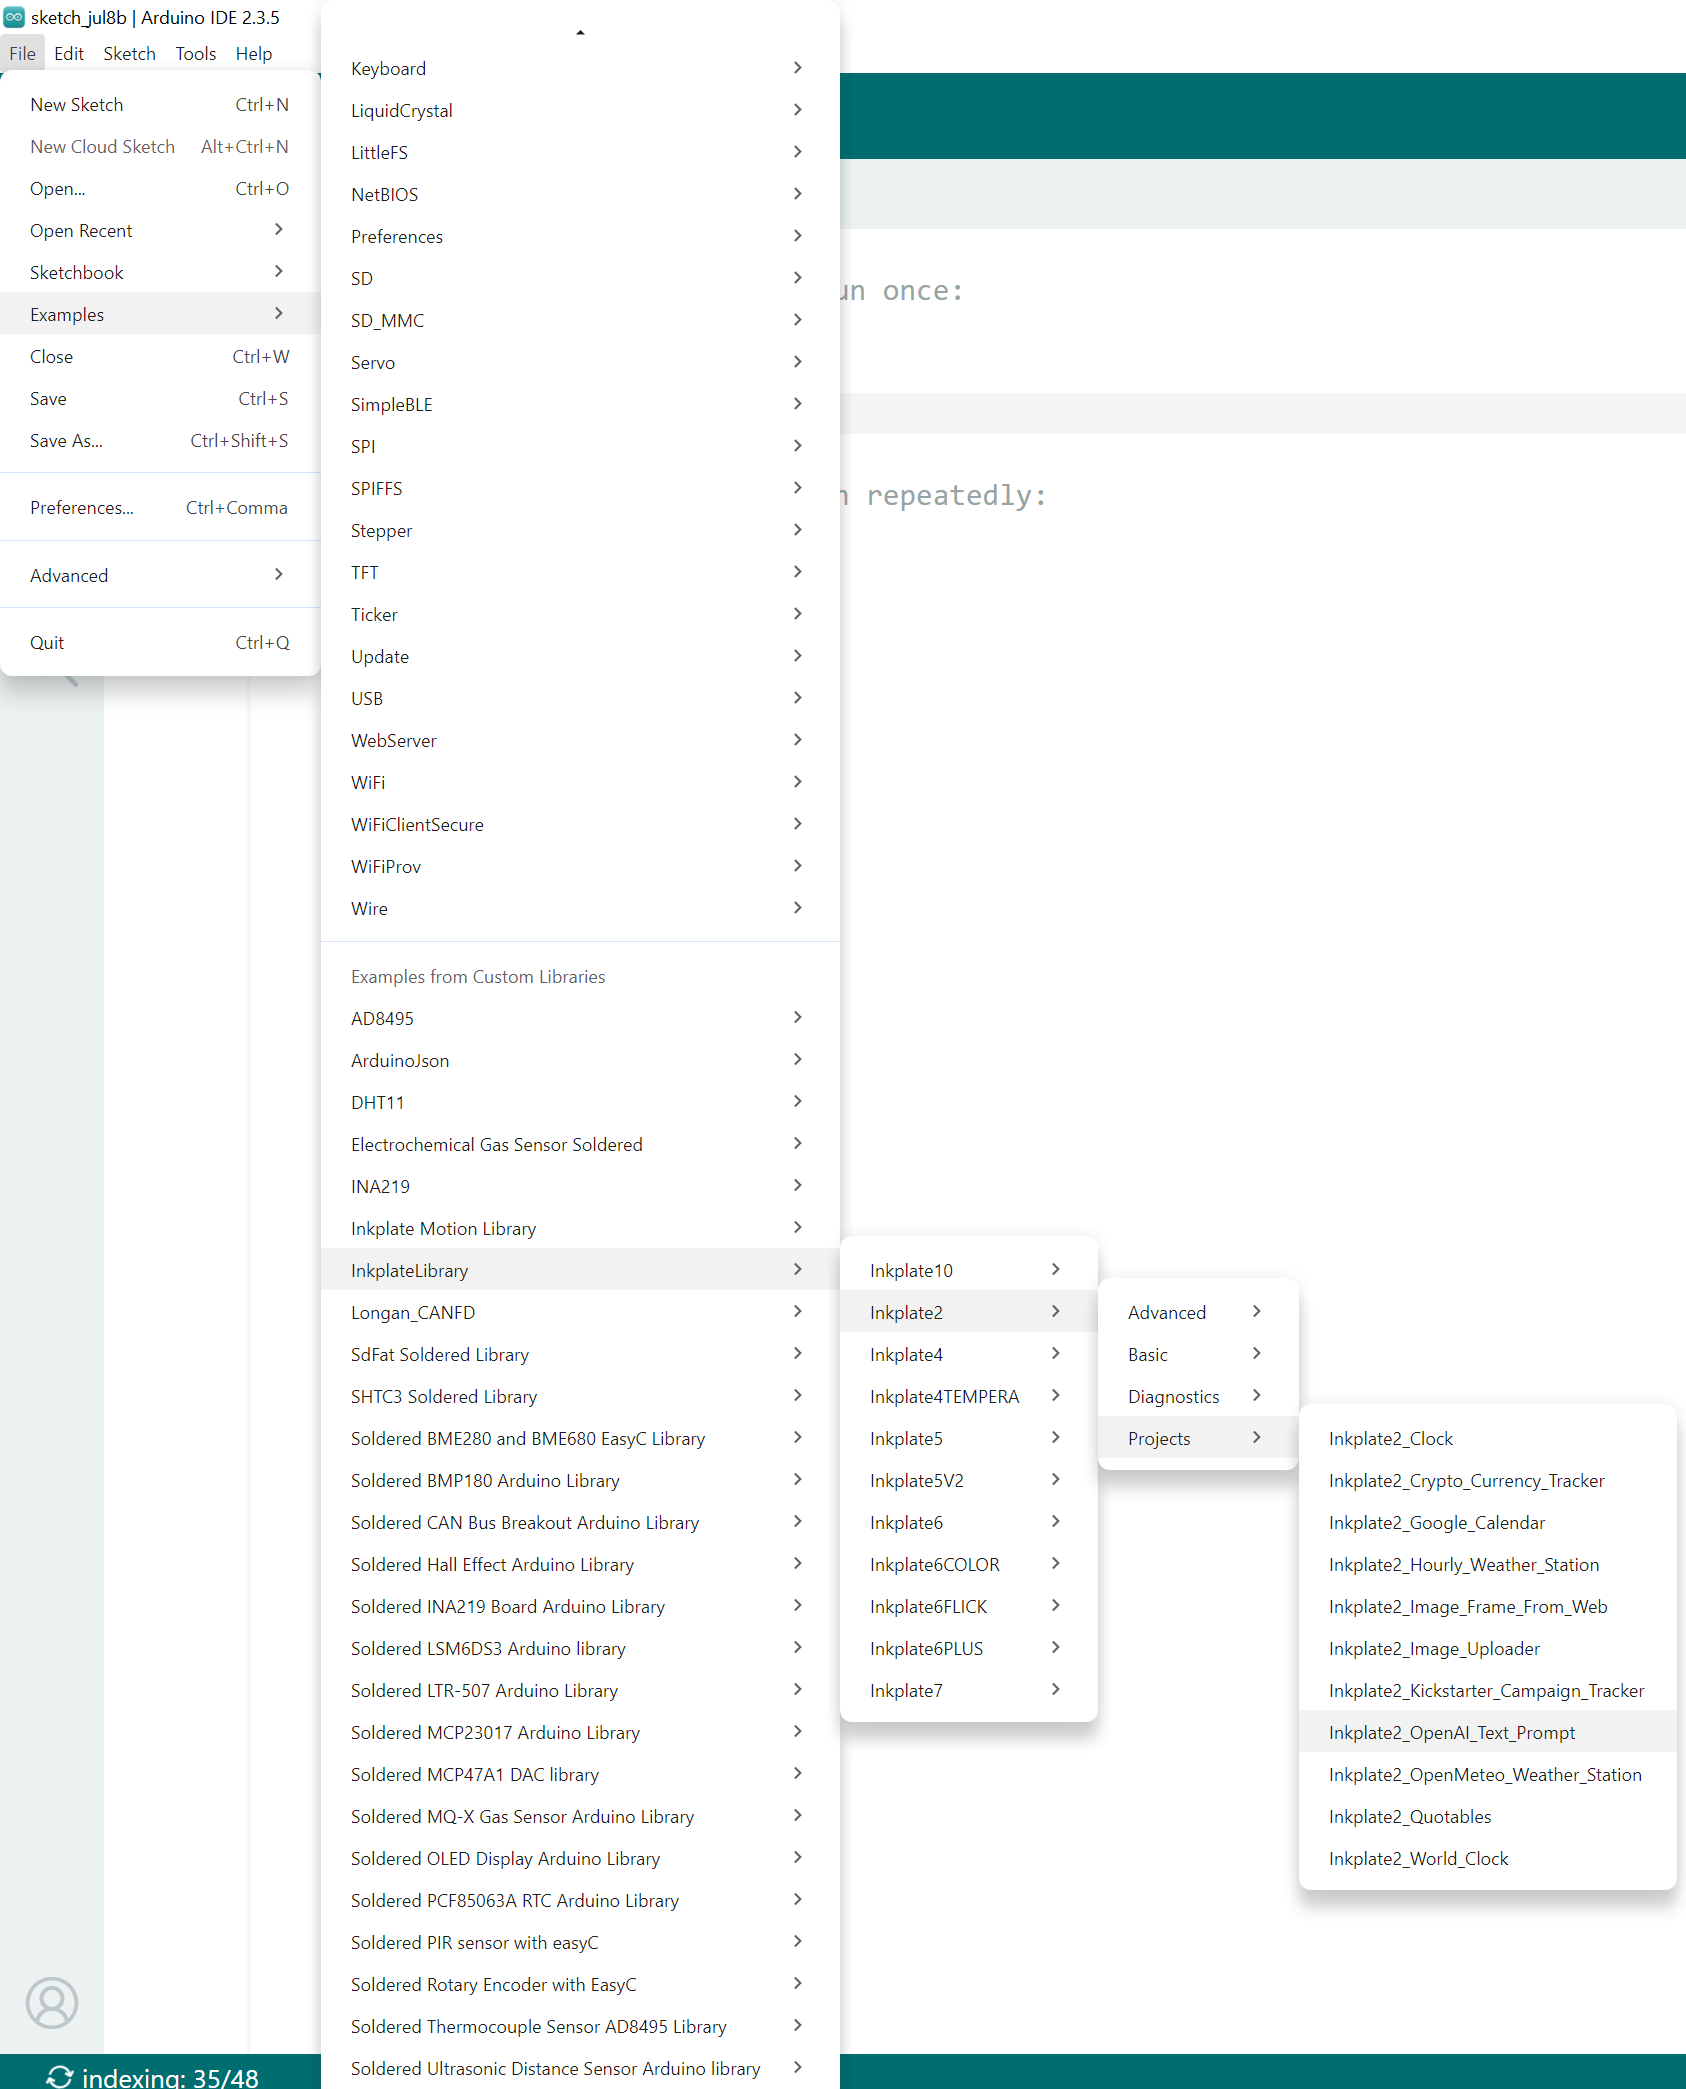 sketch_jul8b | Arduino IDE 2.3.5
File Edit Sketch Tools Help
New Sketch Ctrl+N
New Cloud Sketch Alt+Ctrl+N
Open... Ctrl+O
Open Recent
Sketchbook
Examples
Close Ctrl+W
Save Ctrl+S
Save As... Ctrl+Shift+S
Preferences... Ctrl+Comma
Advanced
Quit Ctrl+Q
Keyboard
LiquidCrystal
LittleFS
NetBIOS
Preferences
SD
SD_MMC
Servo
SimpleBLE
SPI
SPIFFS
Stepper
TFT
Ticker
Update
USB
WebServer
WiFi
WiFiClientSecure
WiFiProv
Wire
Examples from Custom Libraries
AD8495
ArduinoJson
DHT11
Electrochemical Gas Sensor Soldered
INA219
Inkplate Motion Library
InkplateLibrary
Longan_CANFD
SdFat Soldered Library
SHTC3 Soldered Library
Soldered BME280 and BME680 EasyC Library
Soldered BMP180 Arduino Library
Soldered CAN Bus Breakout Arduino Library
Soldered Hall Effect Arduino Library
Soldered INA219 Board Arduino Library
Soldered LSM6DS3 Arduino library
Soldered LTR-507 Arduino Library
Soldered MCP23017 Arduino Library
Soldered MCP47A1 DAC library
Soldered MQ-X Gas Sensor Arduino Library
Soldered OLED Display Arduino Library
Soldered PCF85063A RTC Arduino Library
Soldered PIR sensor with easyC
Soldered Rotary Encoder with EasyC
Soldered Thermocouple Sensor AD8495 Library
Soldered Ultrasonic Distance Sensor Arduino library
Inkplate10
Inkplate2
Inkplate4
Inkplate4TEMPERA
Inkplate5
Inkplate5V2
Inkplate6
Inkplate6COLOR
Inkplate6FLICK
Inkplate6PLUS
Inkplate7
Advanced
Basic
Diagnostics
Projects
Inkplate2_Clock
Inkplate2_Crypto_Currency_Tracker
Inkplate2_Google_Calendar
Inkplate2_Hourly_Weather_Station
Inkplate2_Image_Frame_From_Web
Inkplate2_Image_Uploader
Inkplate2_Kickstarter_Campaign_Tracker
Inkplate2_OpenAI_Text_Prompt
Inkplate2_OpenMeteo_Weather_Station
Inkplate2_Quotables
Inkplate2_World_Clock
once:
repeatedly:
indexing: 35/48